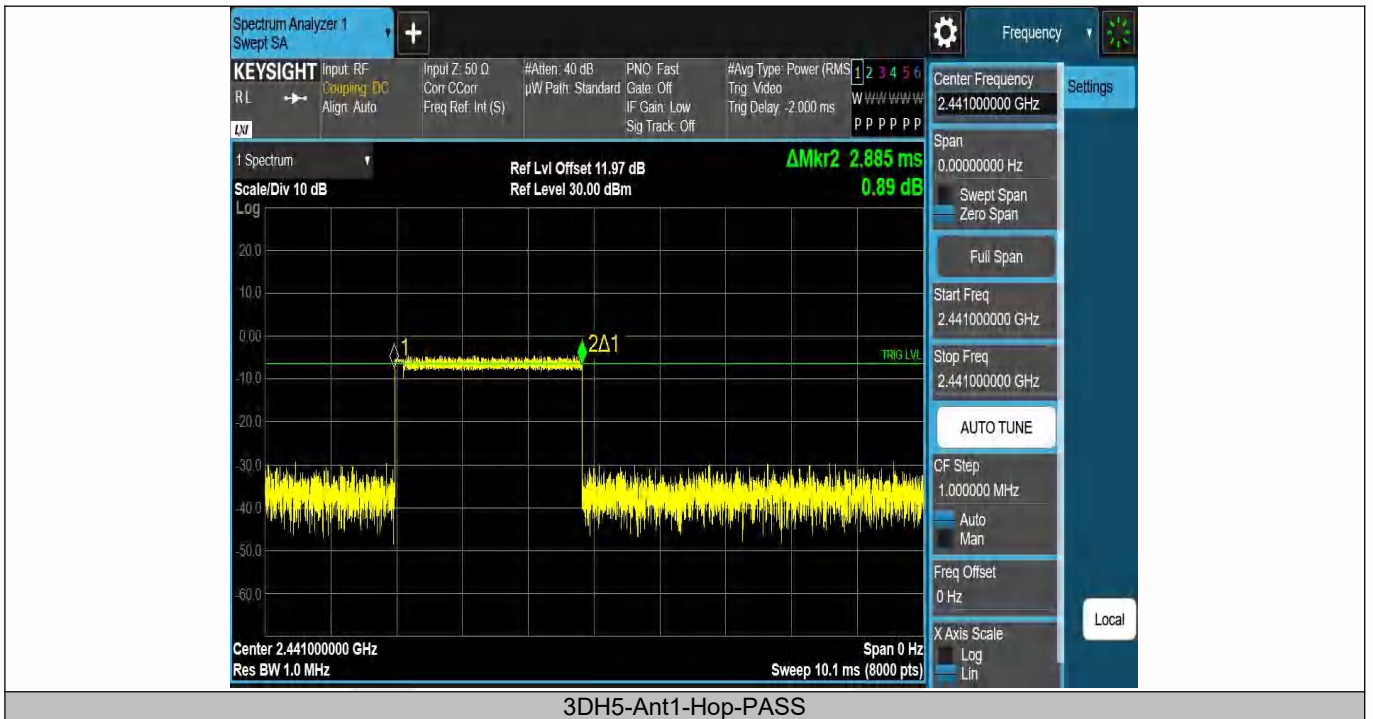 Spectrum Analyzer 1
Swept SA
+
Frequency
KEYSIGHT
RL
LXI
Input: RF
Coupling: DC
Align: Auto
Input Z: 50 Ω
Corr CCorr
Freq Ref: Int (S)
#Atten: 40 dB
µW Path: Standard
PNO: Fast
Gate: Off
IF Gain: Low
Sig Track: Off
#Avg Type: Power (RMS
Trig: Video
Trig Delay: -2.000 ms
1 2 3 4 5 6
W W W W W W
P P P P P P
1 Spectrum
Scale/Div 10 dB
Log
Ref Lvl Offset 11.97 dB
Ref Level 30.00 dBm
ΔMkr2 2.885 ms
0.89 dB
20.0
10.0
0.00
-10.0
-20.0
-30.0
-40.0
-50.0
-60.0
1
2Δ1
TRIG LVL
Center 2.441000000 GHz
Res BW 1.0 MHz
Span 0 Hz
Sweep 10.1 ms (8000 pts)
Center Frequency
2.441000000 GHz
Settings
Span
0.00000000 Hz
Swept Span
Zero Span
Full Span
Start Freq
2.441000000 GHz
Stop Freq
2.441000000 GHz
AUTO TUNE
CF Step
1.000000 MHz
Auto
Man
Freq Offset
0 Hz
X Axis Scale
Log
Lin
Local
3DH5-Ant1-Hop-PASS